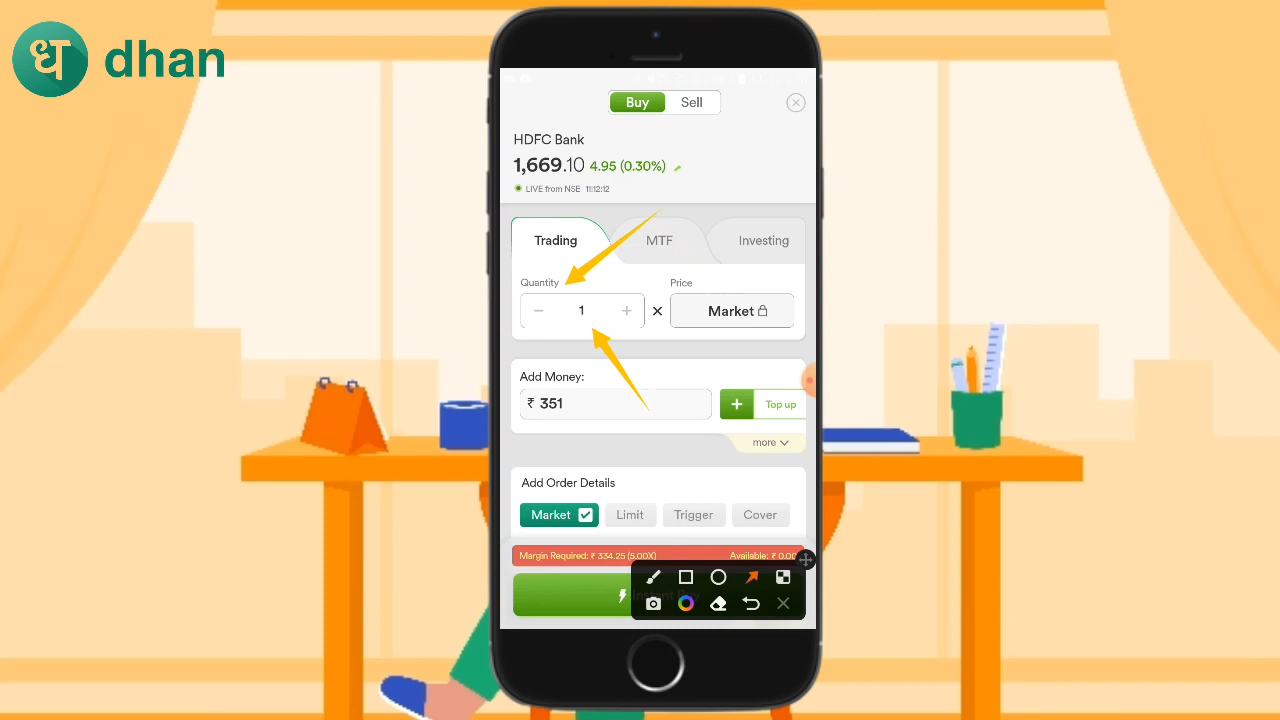 ध dhan
Buy Sell
HDFC Bank
1,669.10 4.95 (0.30%)
LIVE from NSE 11:12:12
Trading MTF Investing
Quantity Price
− 1 + × Market
Add Money:
₹ 351 + Top up
more
Add Order Details
Market Limit Trigger Cover
Margin Required: ₹ 334.25 (5.00X) Available: ₹ 0.00
Instant Buy